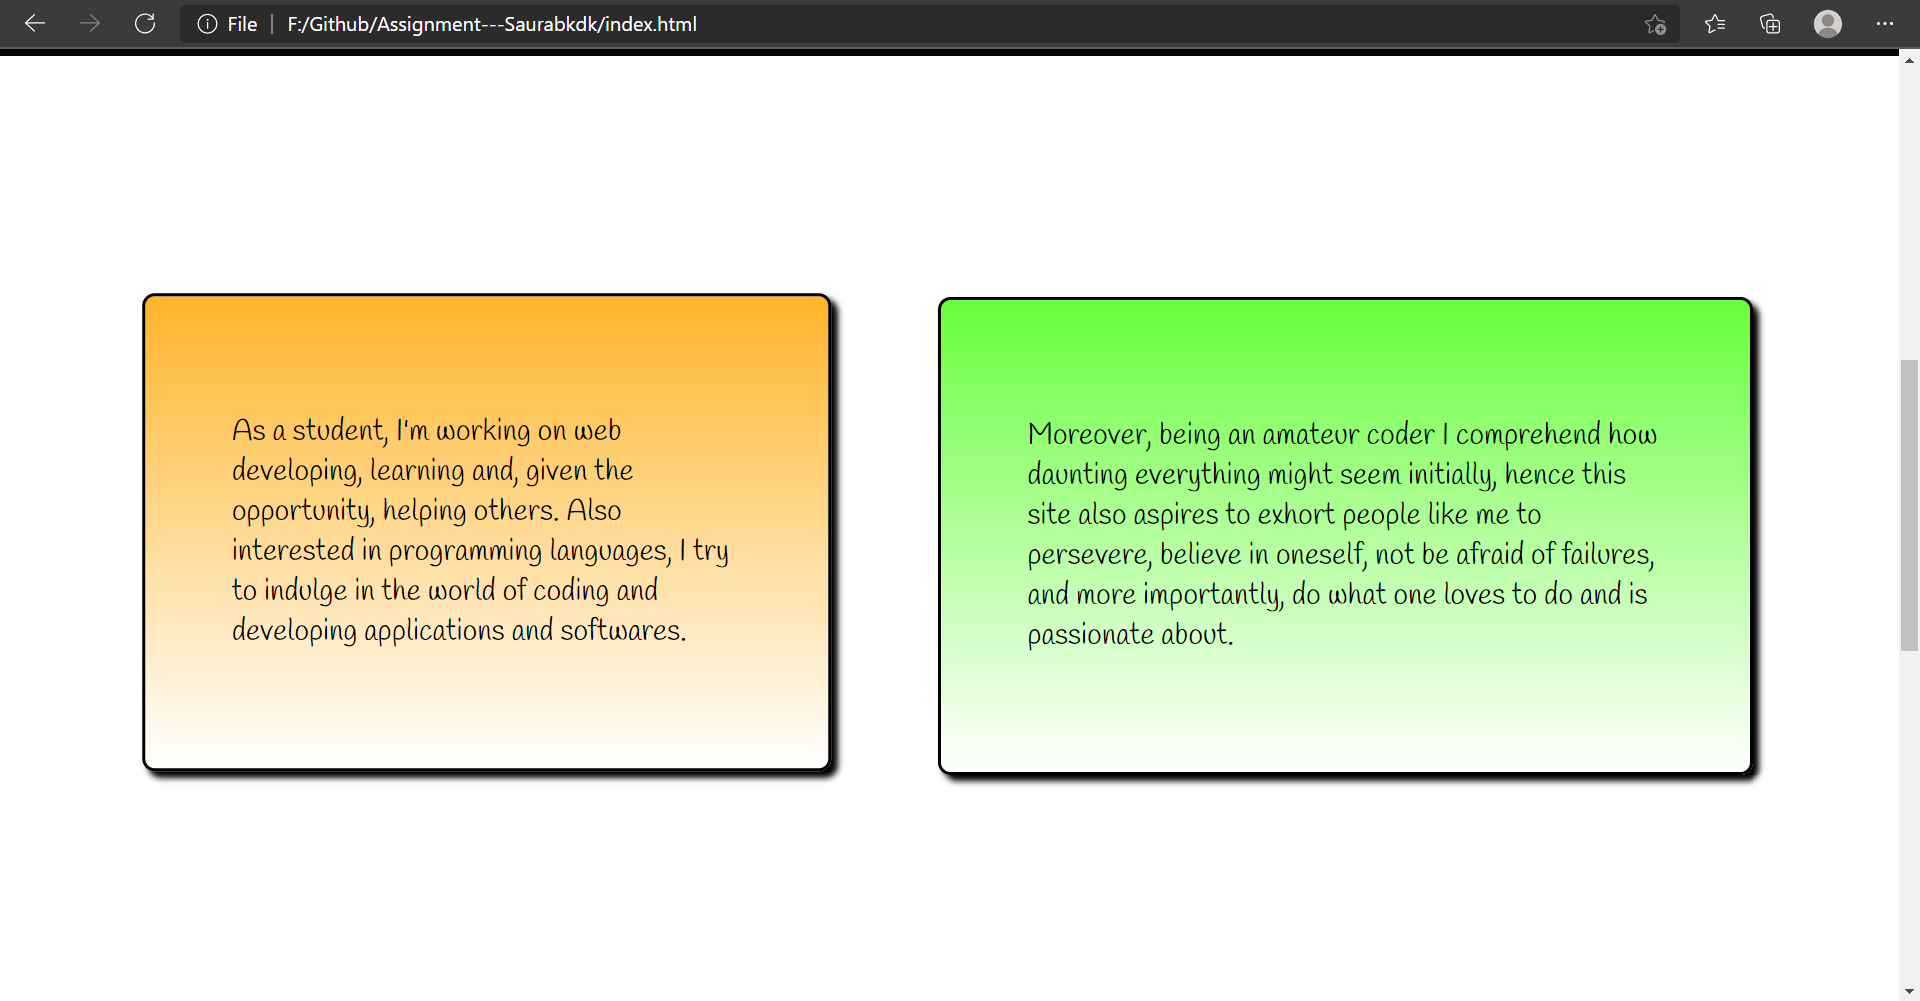 File
F:/Github/Assignment---Saurabkdk/index.html
As a student, I'm working on web
developing, learning and, given the
opportunity, helping others. Also
interested in programming languages, I try
to indulge in the world of coding and
developing applications and softwares.
Moreover, being an amateur coder I comprehend how
daunting everything might seem initially, hence this
site also aspires to exhort people like me to
persevere, believe in oneself, not be afraid of failures,
and more importantly, do what one loves to do and is
passionate about.